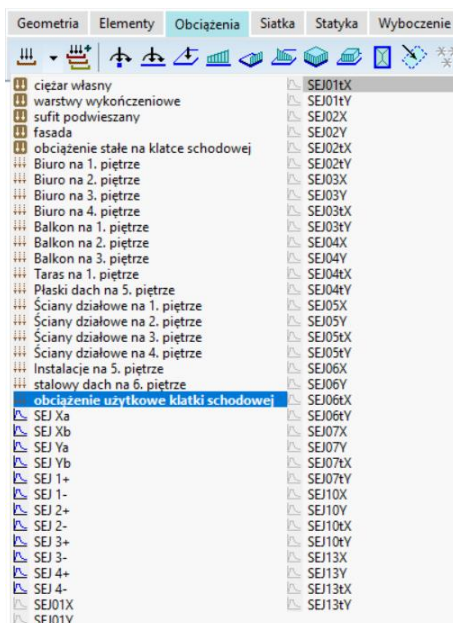 Geometria Elementy Obciążenia Siatka Statyka Wyboczenie
ciężar własny
warstwy wykończeniowe
sufit podwieszany
fasada
obciążenie stałe na klatce schodowej
Biuro na 1. piętrze
Biuro na 2. piętrze
Biuro na 3. piętrze
Biuro na 4. piętrze
Balkon na 1. piętrze
Balkon na 2. piętrze
Balkon na 3. piętrze
Taras na 1. piętrze
Płaski dach na 5. piętrze
Ściany działowe na 1. piętrze
Ściany działowe na 2. piętrze
Ściany działowe na 3. piętrze
Ściany działowe na 4. piętrze
Instalacje na 5. piętrze
stalowy dach na 6. piętrze
obciążenie użytkowe klatki schodowej
SEJ Xa
SEJ Xb
SEJ Ya
SEJ Yb
SEJ 1+
SEJ 1-
SEJ 2+
SEJ 2-
SEJ 3+
SEJ 3-
SEJ 4+
SEJ 4-
SEJ01X
SEJ01Y
SEJ01tX
SEJ01tY
SEJ02X
SEJ02Y
SEJ02tX
SEJ02tY
SEJ03X
SEJ03Y
SEJ03tX
SEJ03tY
SEJ04X
SEJ04Y
SEJ04tX
SEJ04tY
SEJ05X
SEJ05Y
SEJ05tX
SEJ05tY
SEJ06X
SEJ06Y
SEJ06tX
SEJ06tY
SEJ07X
SEJ07Y
SEJ07tX
SEJ07tY
SEJ10X
SEJ10Y
SEJ10tX
SEJ10tY
SEJ13X
SEJ13Y
SEJ13tX
SEJ13tY